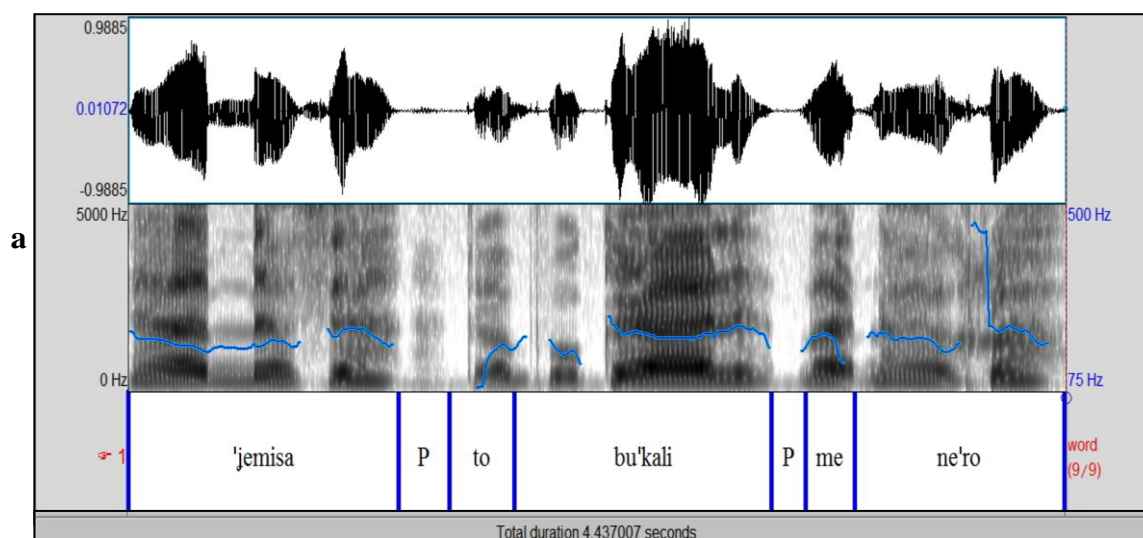 0.9885
0.01072
-0.9885
5000 Hz
500 Hz
a
0 Hz
75 Hz
☞ 1
'jemisa
P
to
bu'kali
P
me
ne'ro
word
(9/9)
Total duration 4.437007 seconds